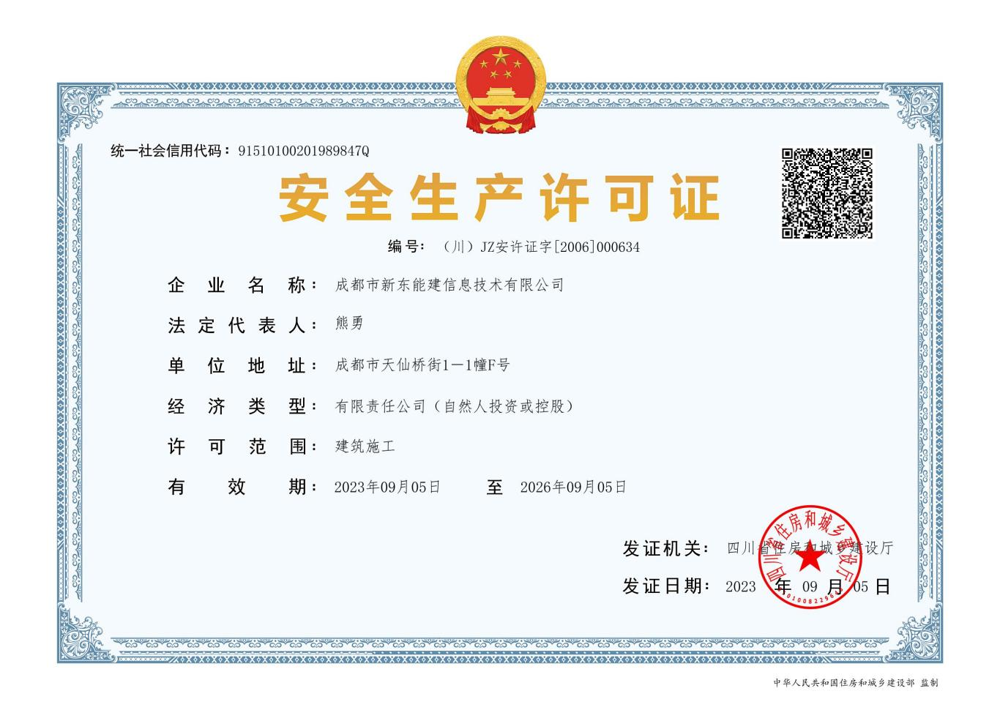 统一社会信用代码：91510100201989847Q
安全生产许可证
编号：（川）JZ安许证字[2006]000634
企业名称：成都市新东能建信息技术有限公司
法定代表人：熊勇
单位地址：成都市天仙桥街1－1幢F号
经济类型：有限责任公司（自然人投资或控股）
许可范围：建筑施工
有效期：2023年09月05日 至 2026年09月05日
发证机关：四川省住房和城乡建设厅
发证日期：2023 年 09 月 05 日
四川省住房和城乡建设厅
中华人民共和国住房和城乡建设部 监制